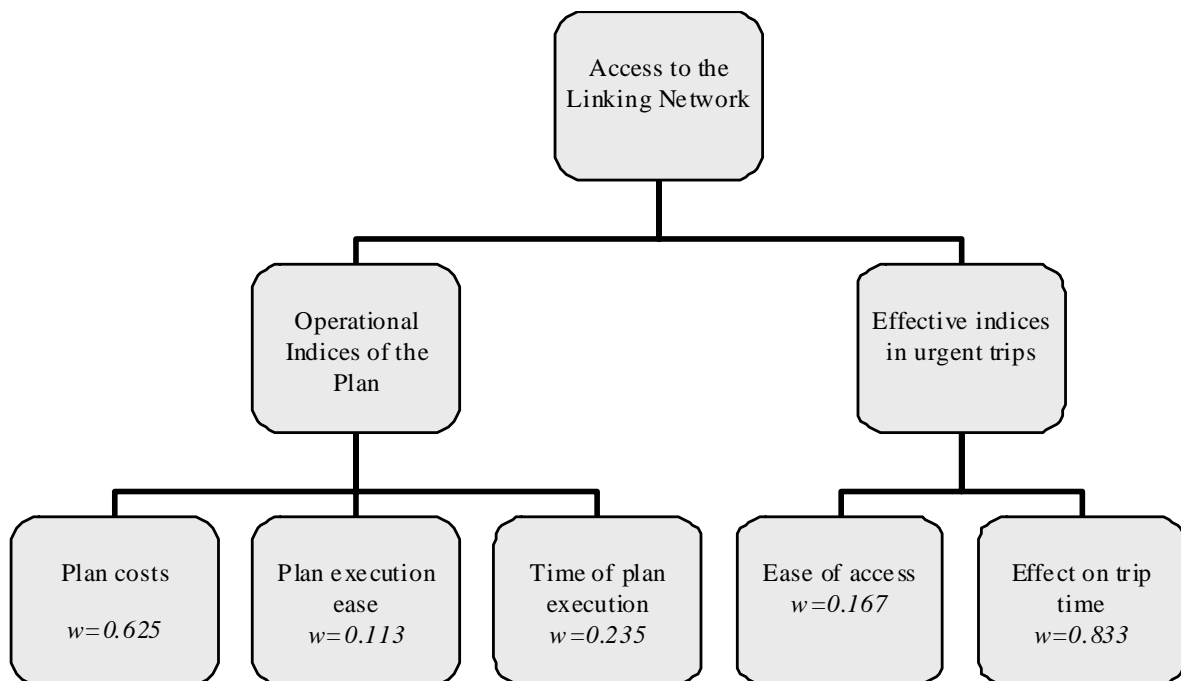 Access to the
Linking Network
Operational
Indices of the
Plan
Effective indices
in urgent trips
Plan costs
w=0.625
Plan execution
ease
w=0.113
Time of plan
execution
w=0.235
Ease of access
w=0.167
Effect on trip
time
w=0.833